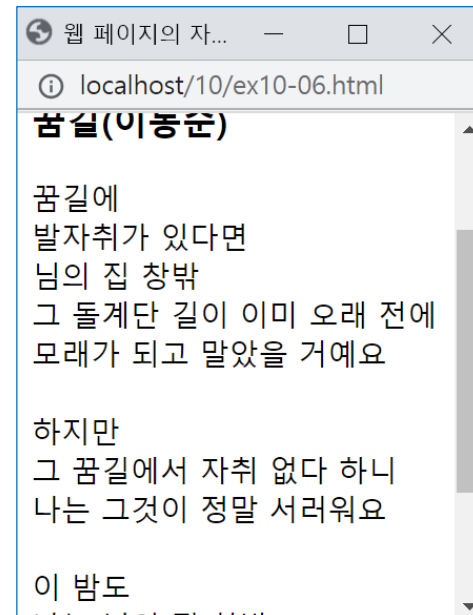 웹 페이지의 자...
localhost/10/ex10-06.html
꿈길(이동순)
꿈길에
발자취가 있다면
님의 집 창밖
그 돌계단 길이 이미 오래 전에
모래가 되고 말았을 거예요
하지만
그 꿈길에서 자취 없다 하니
나는 그것이 정말 서러워요
이 밤도